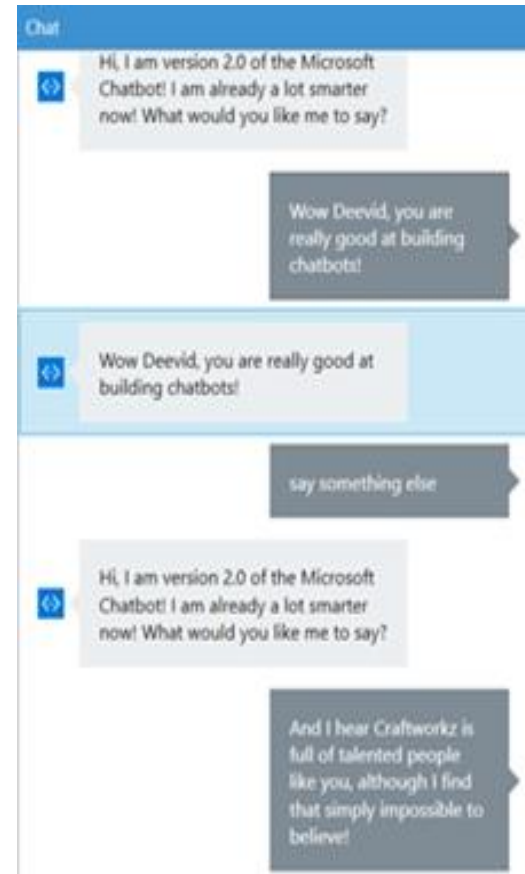 Chat
Hi, I am version 2.0 of the Microsoft
Chatbot! I am already a lot smarter
now! What would you like me to say?
Wow Deevid, you are
really good at building
chatbots!
Wow Deevid, you are really good at
building chatbots!
say something else
Hi, I am version 2.0 of the Microsoft
Chatbot! I am already a lot smarter
now! What would you like me to say?
And I hear Craftworkz is
full of talented people
like you, although I find
that simply impossible to
believe!